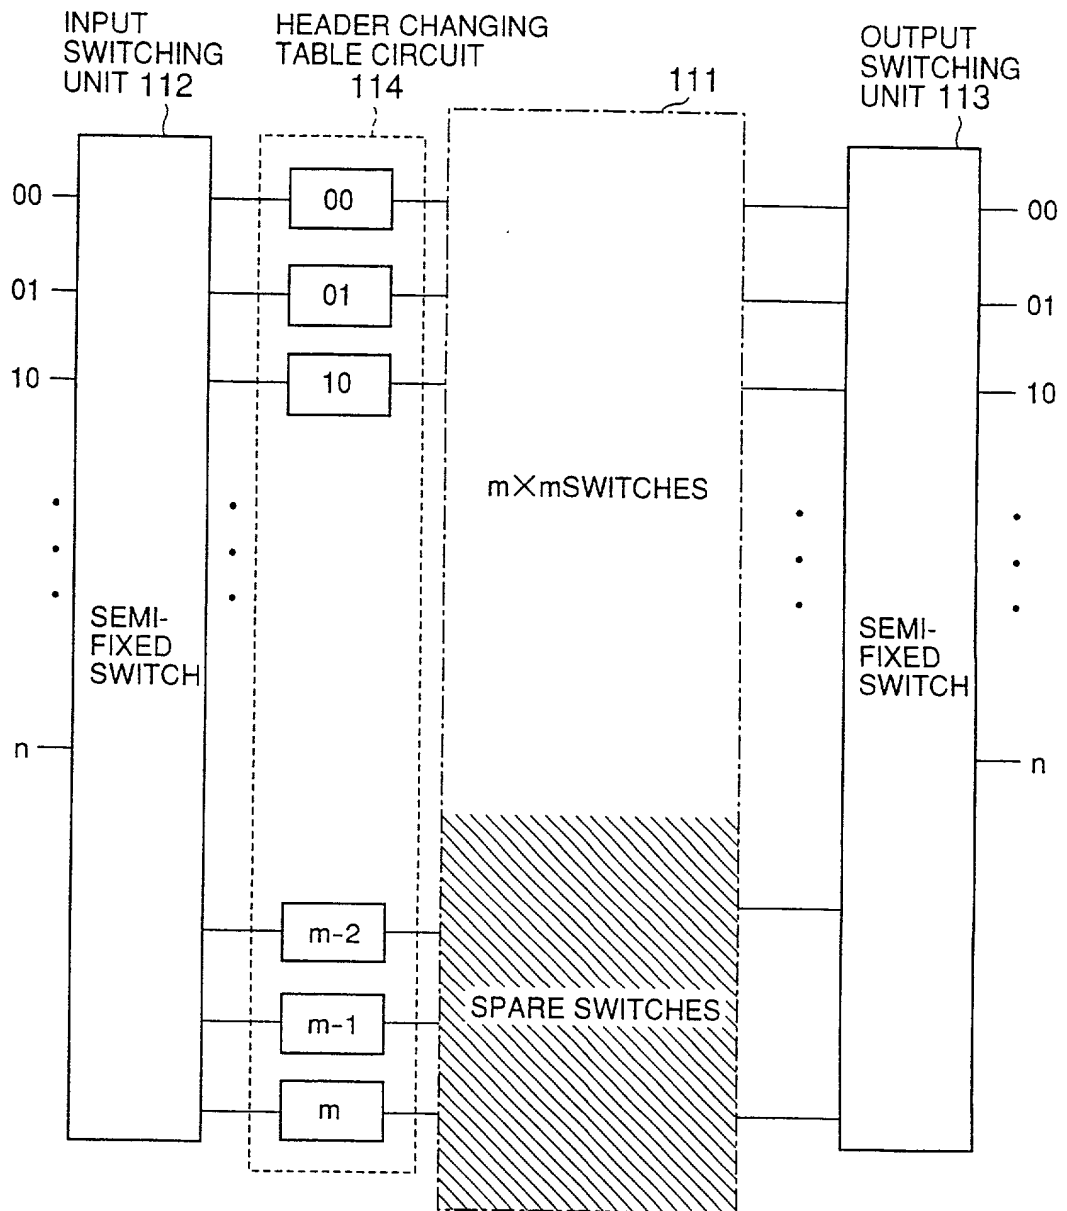 INPUT
SWITCHING
UNIT 112
HEADER CHANGING
TABLE CIRCUIT
114
111
OUTPUT
SWITCHING
UNIT 113
00
00
00
01
01
01
10
10
10
m×mSWITCHES
SEMI-
FIXED
SWITCH
SEMI-
FIXED
SWITCH
n
n
m-2
m-1
SPARE SWITCHES
m